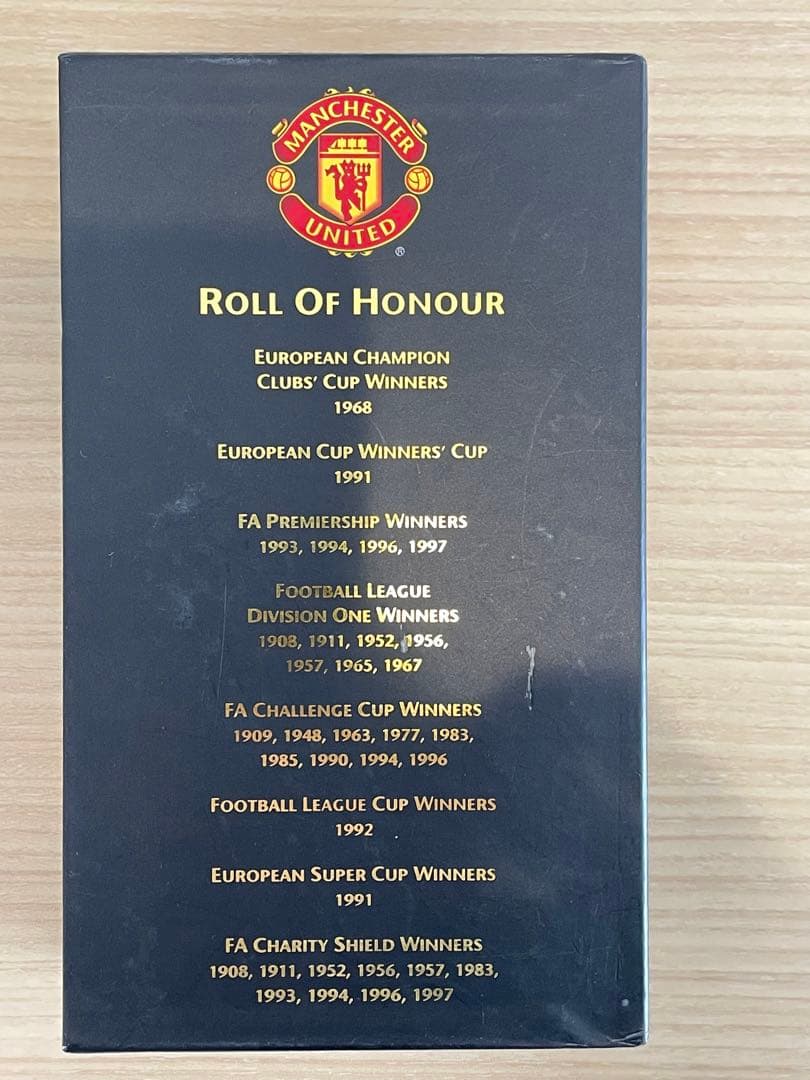 MANCHESTER
UNITED
®
ROLL OF HONOUR
EUROPEAN CHAMPION
CLUBS' CUP WINNERS
1968
EUROPEAN CUP WINNERS' CUP
1991
FA PREMIERSHIP WINNERS
1993, 1994, 1996, 1997
FOOTBALL LEAGUE
DIVISION ONE WINNERS
1908, 1911, 1952, 1956,
1957, 1965, 1967
FA CHALLENGE CUP WINNERS
1909, 1948, 1963, 1977, 1983,
1985, 1990, 1994, 1996
FOOTBALL LEAGUE CUP WINNERS
1992
EUROPEAN SUPER CUP WINNERS
1991
FA CHARITY SHIELD WINNERS
1908, 1911, 1952, 1956, 1957, 1983,
1993, 1994, 1996, 1997